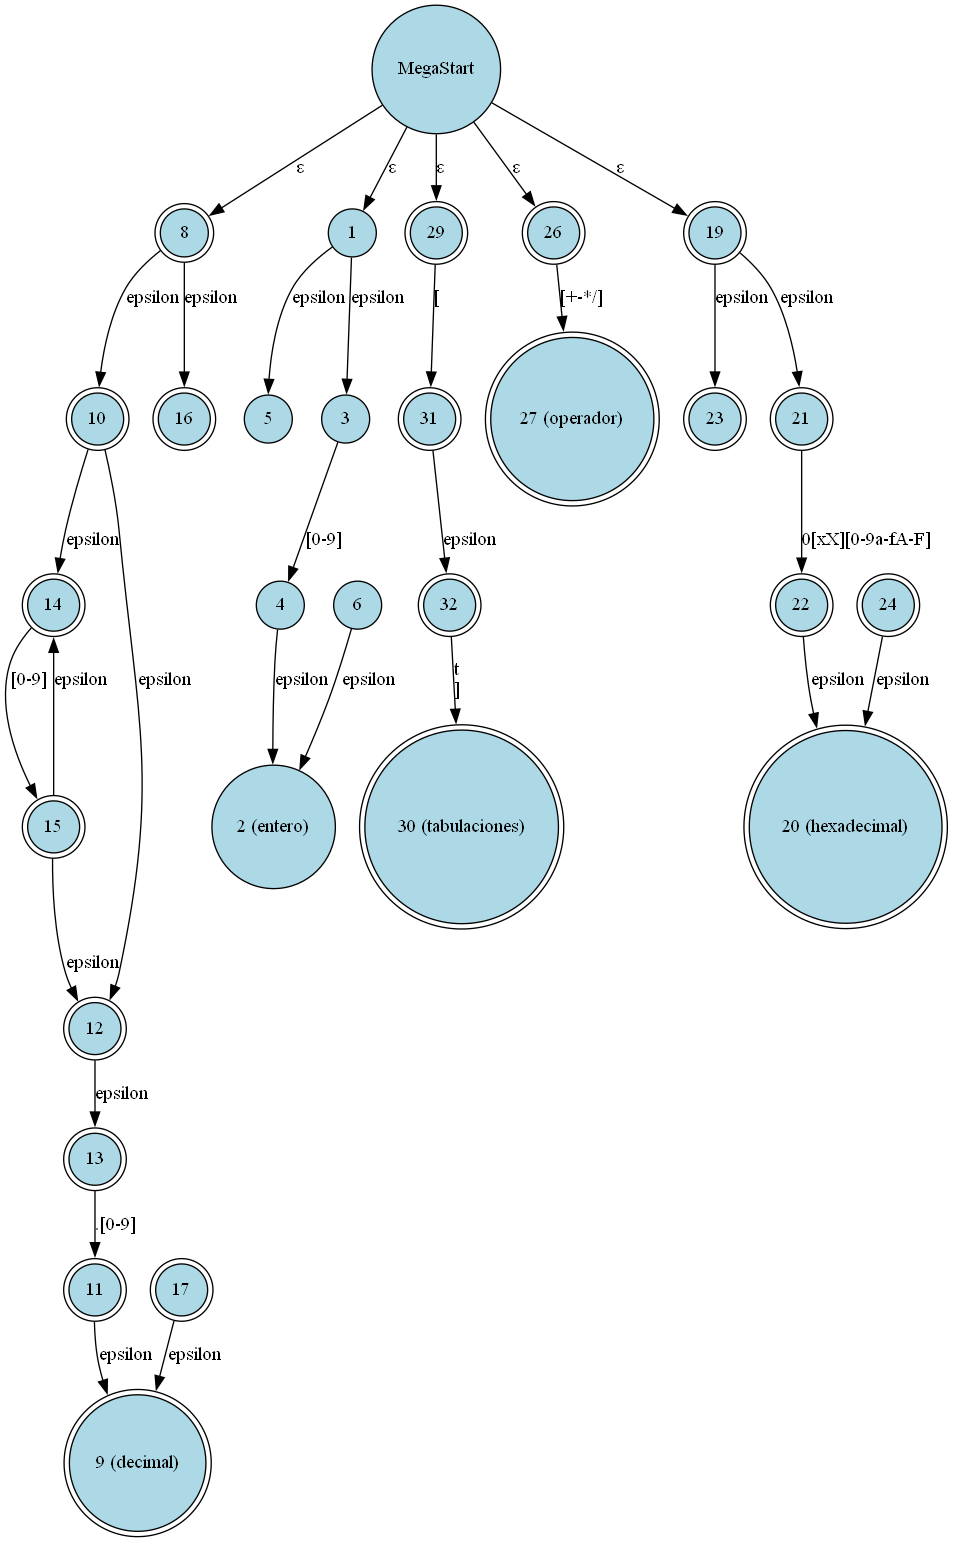 MegaStart
ε ε ε ε ε
8 1 29 26 19
epsilon epsilon epsilon epsilon [ [+-*/] epsilon epsilon
10 16 5 3 31 27 (operador) 23 21
epsilon [0-9] epsilon 0[xX][0-9a-fA-F]
14 4 6 32 22 24
[0-9] epsilon epsilon epsilon epsilon t epsilon epsilon
]
15 2 (entero) 30 (tabulaciones) 20 (hexadecimal)
epsilon
12
epsilon
13
.[0-9]
11 17
epsilon epsilon
9 (decimal)